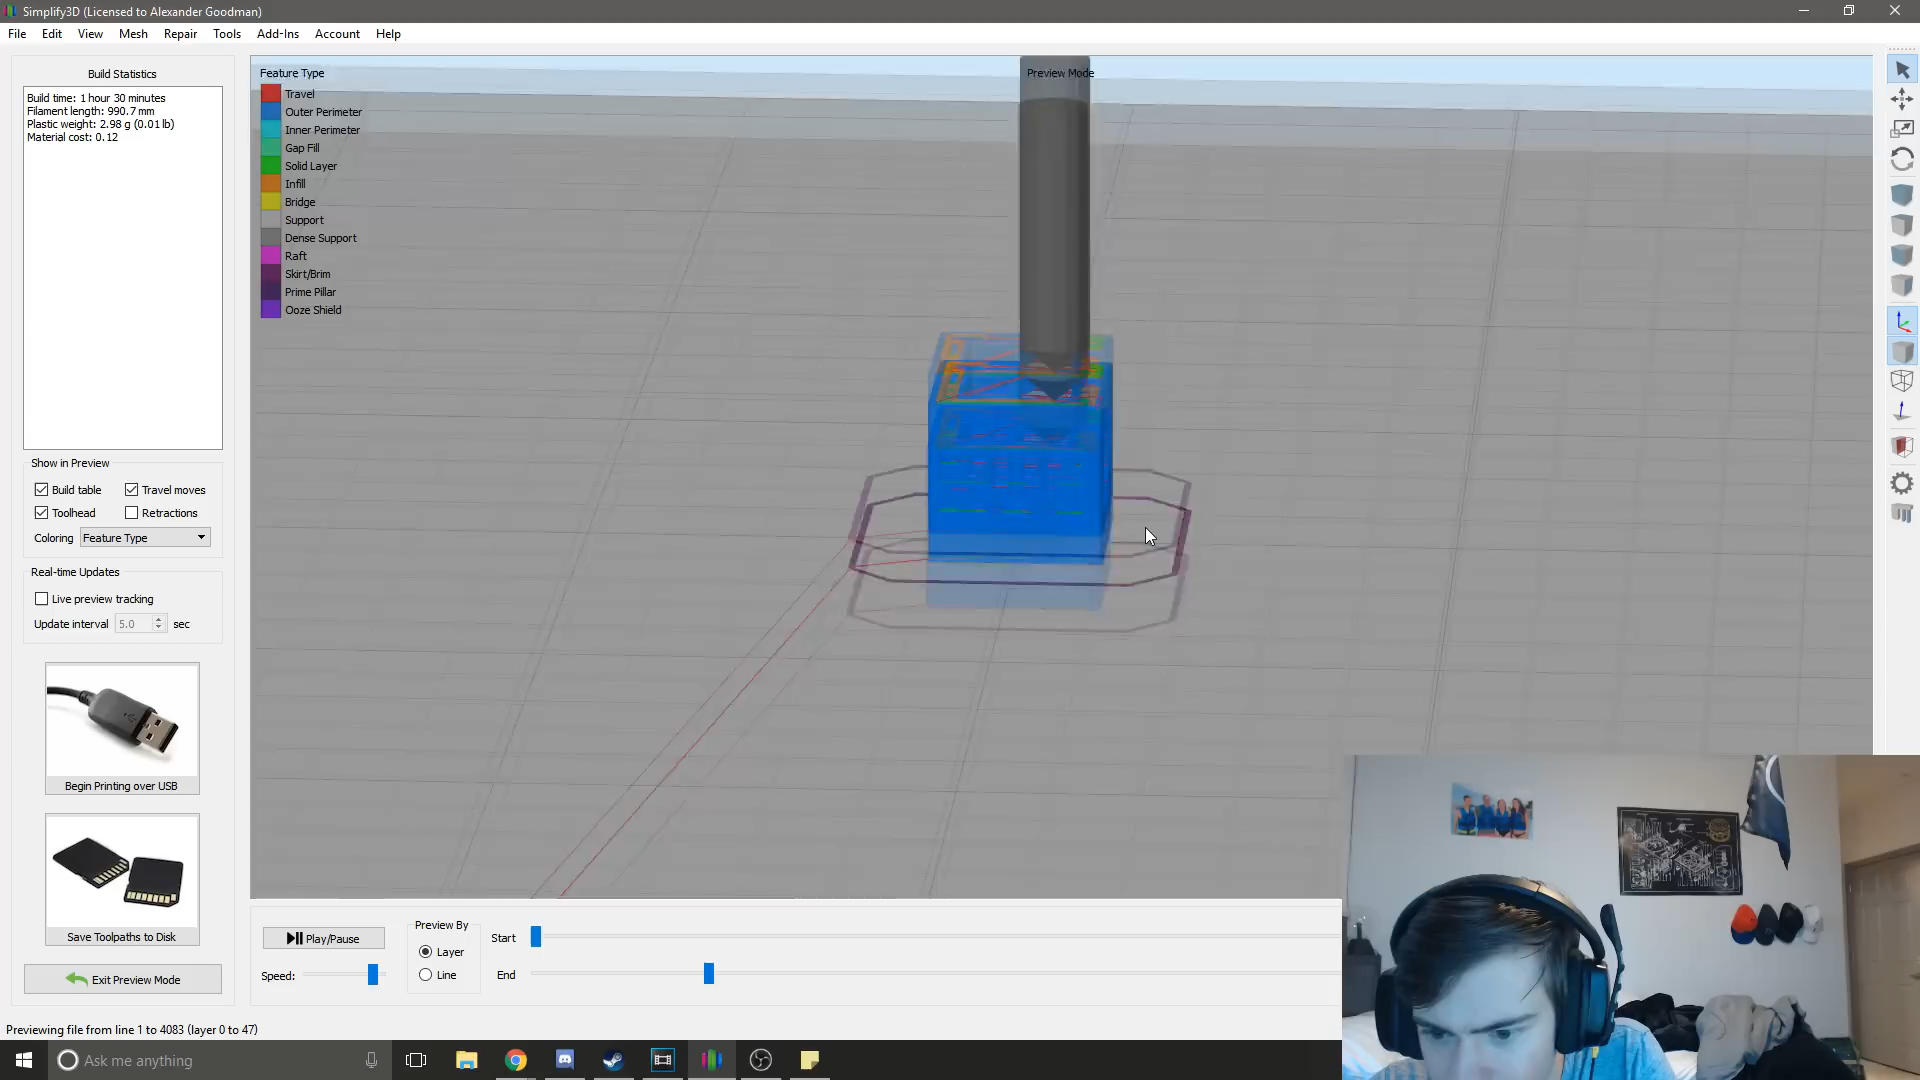 Simplify3D (Licensed to Alexander Goodman)
File Edit View Mesh Repair Tools Add-Ins Account Help
Build Statistics
Build time: 1 hour 30 minutes
Filament length: 990.7 mm
Plastic weight: 2.98 g (0.01 lb)
Material cost: 0.12
Show in Preview
Build table Travel moves
Toolhead Retractions
Coloring Feature Type
Real-time Updates
Live preview tracking
Update interval 5.0 sec
Begin Printing over USB
Save Toolpaths to Disk
Exit Preview Mode
Feature Type
Travel
Outer Perimeter
Inner Perimeter
Gap Fill
Solid Layer
Infill
Bridge
Support
Dense Support
Raft
Skirt/Brim
Prime Pillar
Ooze Shield
Preview Mode
Play/Pause
Speed:
Preview By
Layer
Line
Start
End
Previewing file from line 1 to 4083 (layer 0 to 47)
Ask me anything